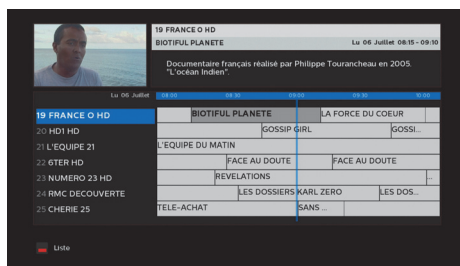 19 FRANCE O HD
BIOTIFUL PLANETE Lu 06 Juillet 08:15 - 09:10
Documentaire français réalisé par Philippe Tourancheau en 2005.
"L'océan Indien".
Lu 06 Juillet 08:00 08:30 09:00 09:30 10:00
19 FRANCE O HD BIOTIFUL PLANETE LA FORCE DU COEUR
20 HD1 HD GOSSIP GIRL GOSSI...
21 L'EQUIPE 21 L'EQUIPE DU MATIN
22 6TER HD FACE AU DOUTE FACE AU DOUTE
23 NUMERO 23 HD REVELATIONS ...
24 RMC DECOUVERTE LES DOSSIERS KARL ZERO LES DOS...
25 CHERIE 25 TELE-ACHAT SANS ...
Liste